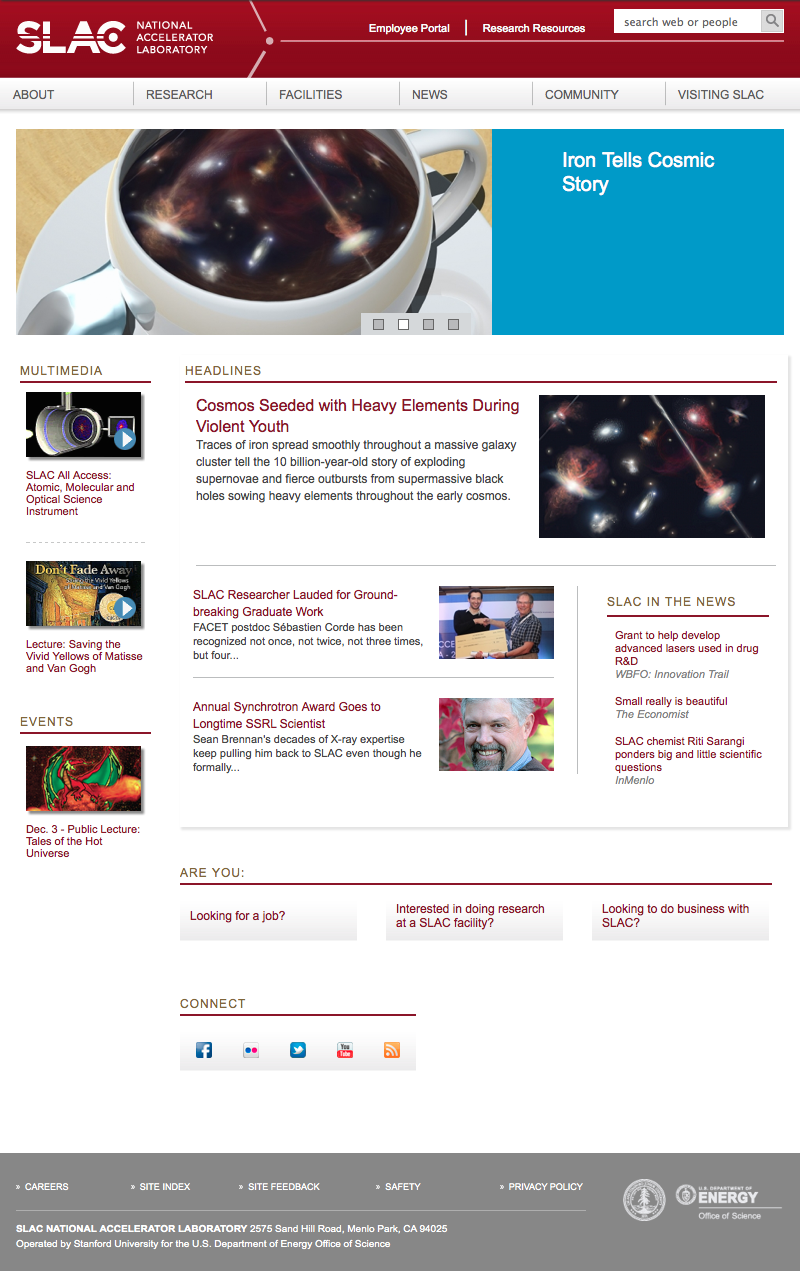 SLAC NATIONAL
ACCELERATOR
LABORATORY
Employee Portal
Research Resources
search web or people
ABOUT
RESEARCH
FACILITIES
NEWS
COMMUNITY
VISITING SLAC
Iron Tells Cosmic
Story
MULTIMEDIA
SLAC All Access:
Atomic, Molecular and
Optical Science
Instrument
Don't Fade Away
Saving the Vivid Yellows
of Matisse and Van Gogh
Lecture: Saving the
Vivid Yellows of Matisse
and Van Gogh
EVENTS
Dec. 3 - Public Lecture:
Tales of the Hot
Universe
HEADLINES
Cosmos Seeded with Heavy Elements During
Violent Youth
Traces of iron spread smoothly throughout a massive galaxy
cluster tell the 10 billion-year-old story of exploding
supernovae and fierce outbursts from supermassive black
holes sowing heavy elements throughout the early cosmos.
SLAC Researcher Lauded for Ground-
breaking Graduate Work
FACET postdoc Sébastien Corde has been
recognized not once, not twice, not three times,
but four...
Annual Synchrotron Award Goes to
Longtime SSRL Scientist
Sean Brennan's decades of X-ray expertise
keep pulling him back to SLAC even though he
formally...
SLAC IN THE NEWS
Grant to help develop
advanced lasers used in drug
R&D
WBFO: Innovation Trail
Small really is beautiful
The Economist
SLAC chemist Riti Sarangi
ponders big and little scientific
questions
InMenlo
ARE YOU:
Looking for a job?
Interested in doing research
at a SLAC facility?
Looking to do business with
SLAC?
CONNECT
You
Tube
» CAREERS
» SITE INDEX
» SITE FEEDBACK
» SAFETY
» PRIVACY POLICY
SLAC NATIONAL ACCELERATOR LABORATORY 2575 Sand Hill Road, Menlo Park, CA 94025
Operated by Stanford University for the U.S. Department of Energy Office of Science
U.S. DEPARTMENT OF
ENERGY
Office of Science